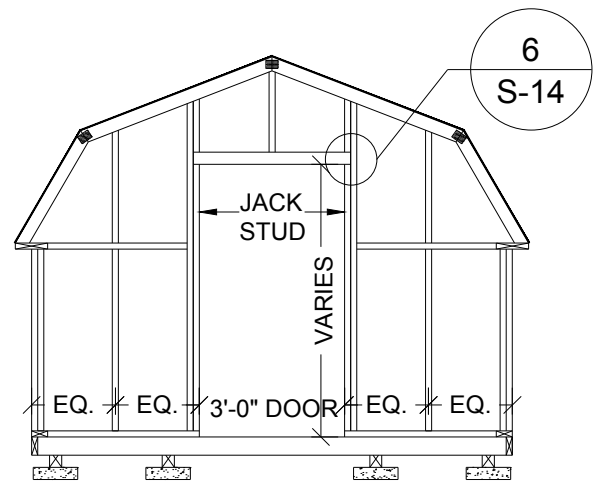 6
S-14
JACK
STUD
VARIES
EQ. EQ. 3'-0" DOOR EQ. EQ.